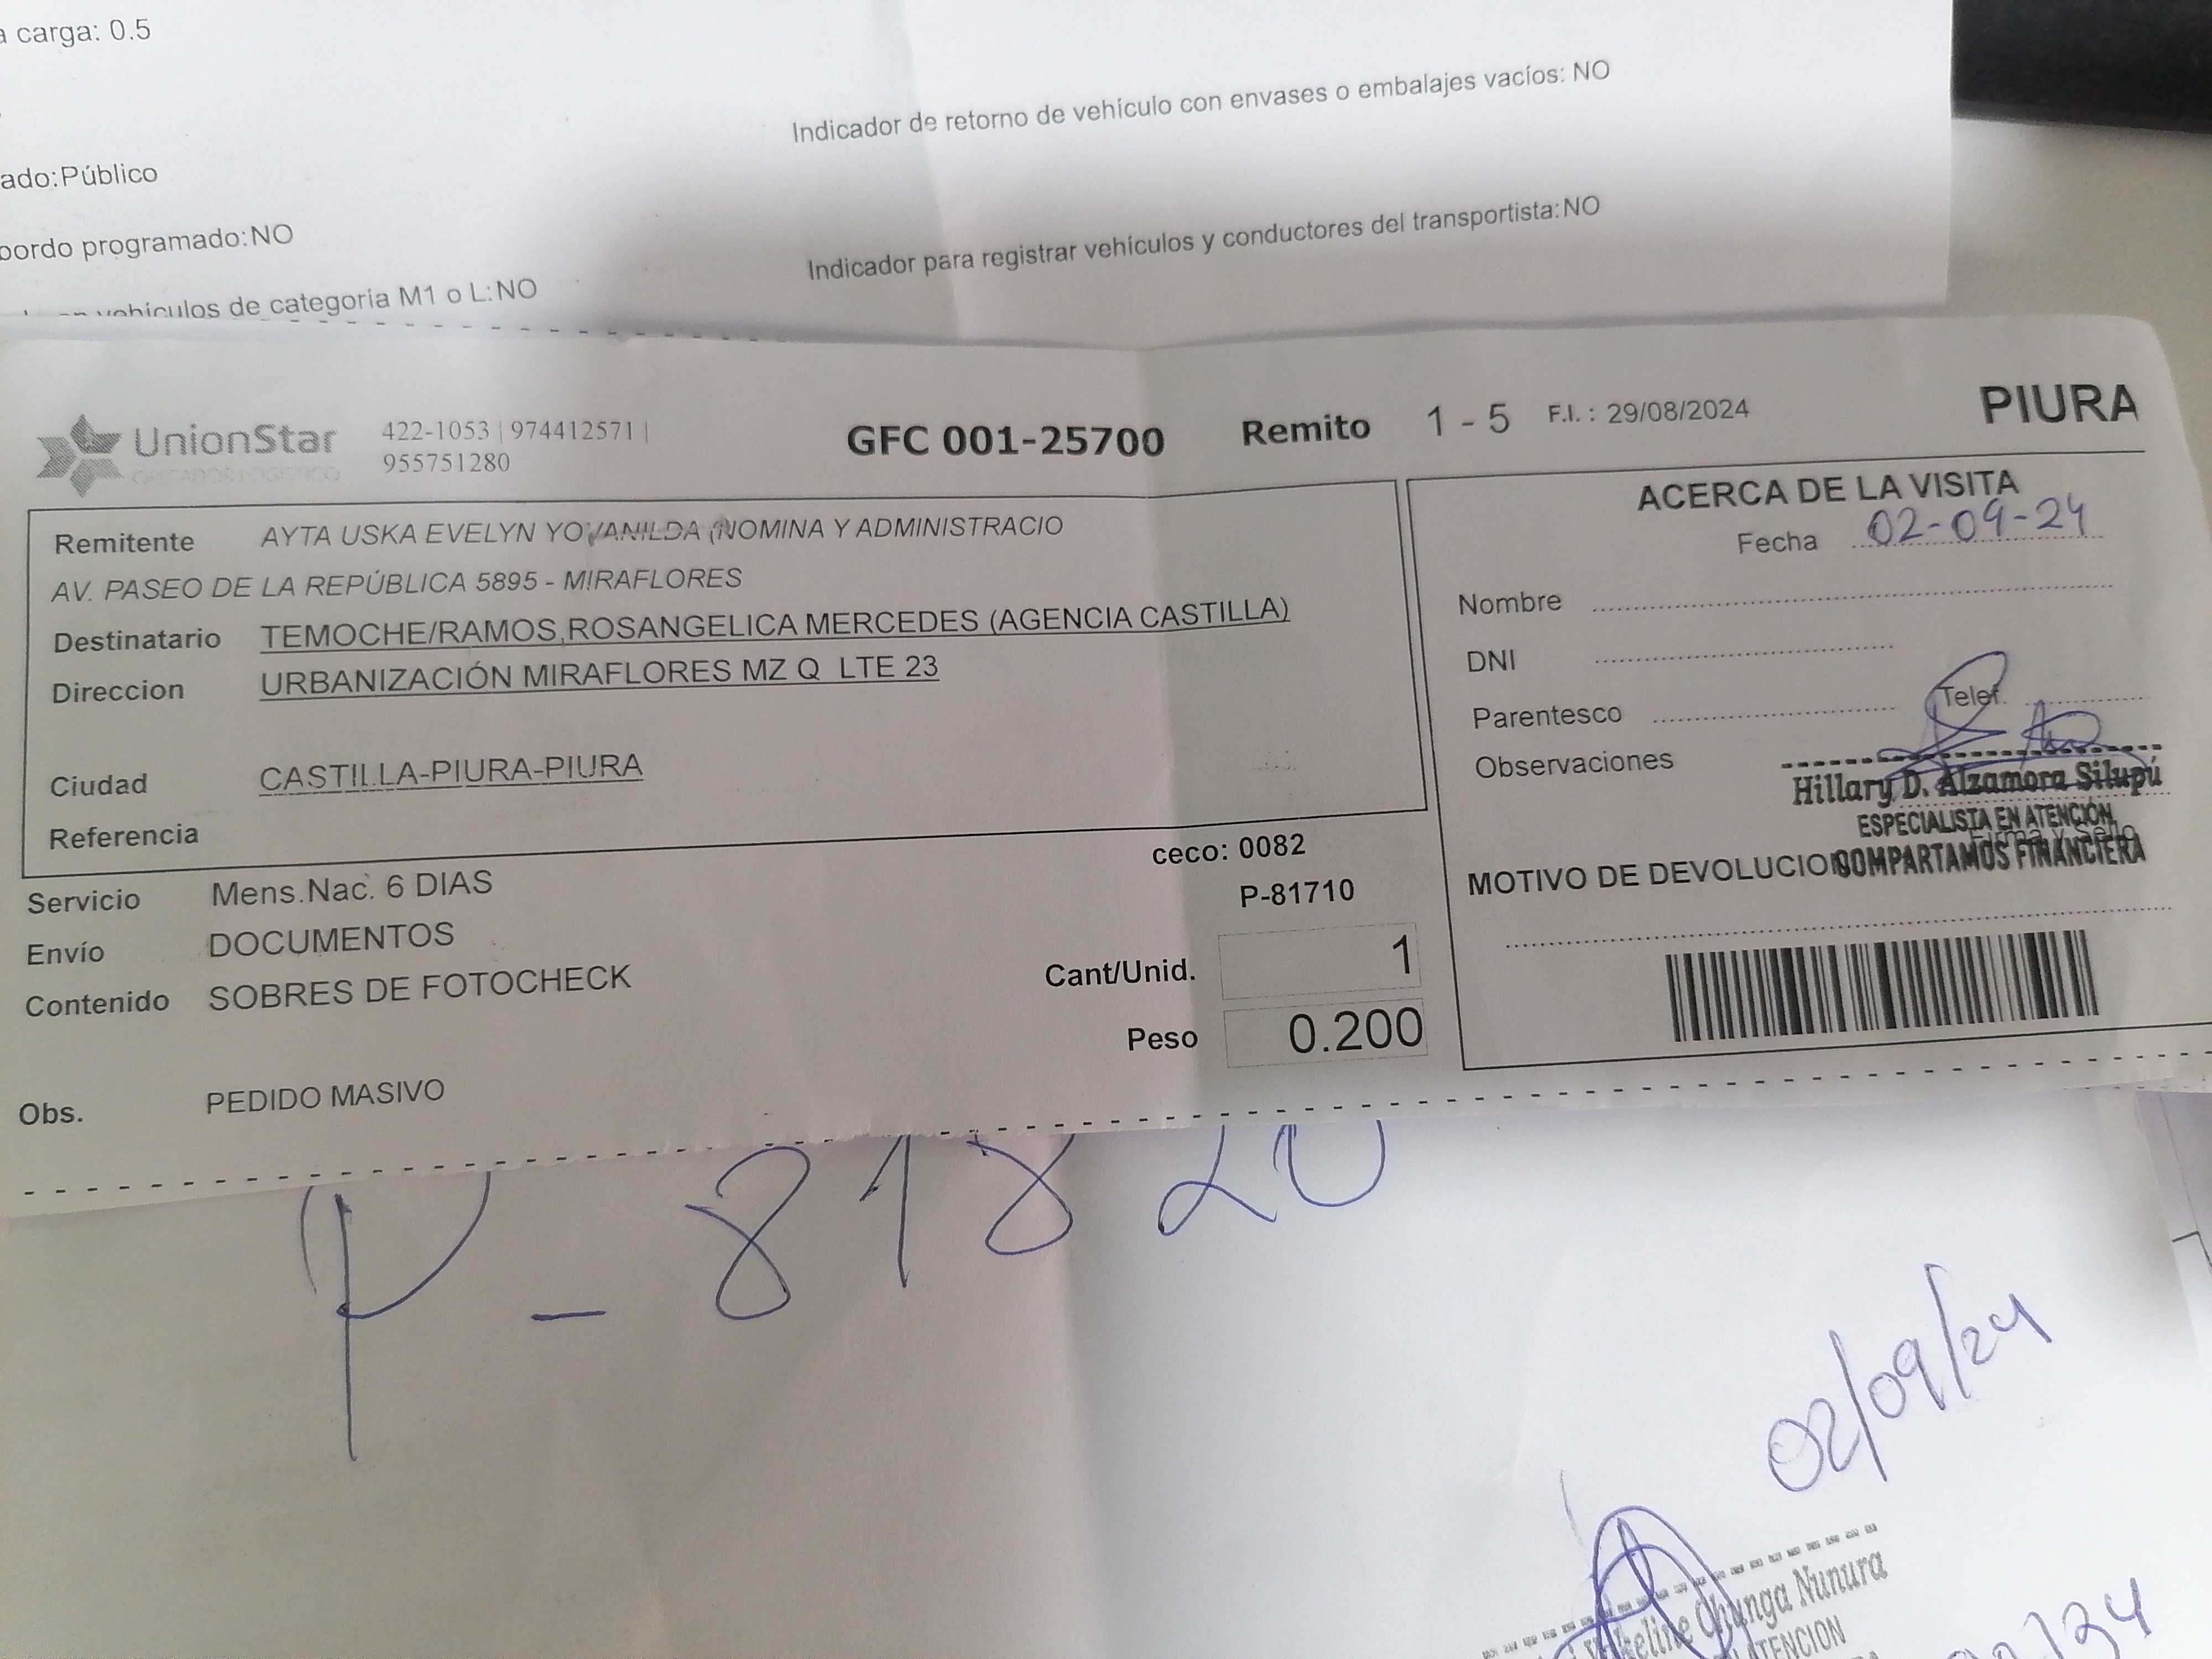 a carga: 0.5
Indicador de retorno de vehículo con envases o embalajes vacíos: NO
ado:Público
bordo programado:NO
Indicador para registrar vehículos y conductores del transportista:NO
vehículos de categoría M1 o L:NO
UnionStar
OPERADOR LOGISTICO
422-1053 | 974412571 |
955751280
GFC 001-25700
Remito 1 - 5 F.I. : 29/08/2024
PIURA
Remitente AYTA USKA EVELYN YOVANILDA (NOMINA Y ADMINISTRACIO
AV. PASEO DE LA REPÚBLICA 5895 - MIRAFLORES
Destinatario TEMOCHE/RAMOS,ROSANGELICA MERCEDES (AGENCIA CASTILLA)
Direccion URBANIZACIÓN MIRAFLORES MZ Q LTE 23
Ciudad CASTILLA-PIURA-PIURA
Referencia
ceco: 0082
Servicio Mens.Nac. 6 DIAS
P-81710
Envío DOCUMENTOS
Cant/Unid. 1
Contenido SOBRES DE FOTOCHECK
Peso 0.200
Obs. PEDIDO MASIVO
ACERCA DE LA VISITA
Fecha 02-09-24
Nombre
DNI
Parentesco Telef.
Observaciones
Hillary D. Alzamora Silupú
ESPECIALISTA EN ATENCIÓN
Firma y Sello
COMPARTAMOS FINANCIERA
MOTIVO DE DEVOLUCION
P - 81820
02/09/24
Chunga Nunura
ATENCION